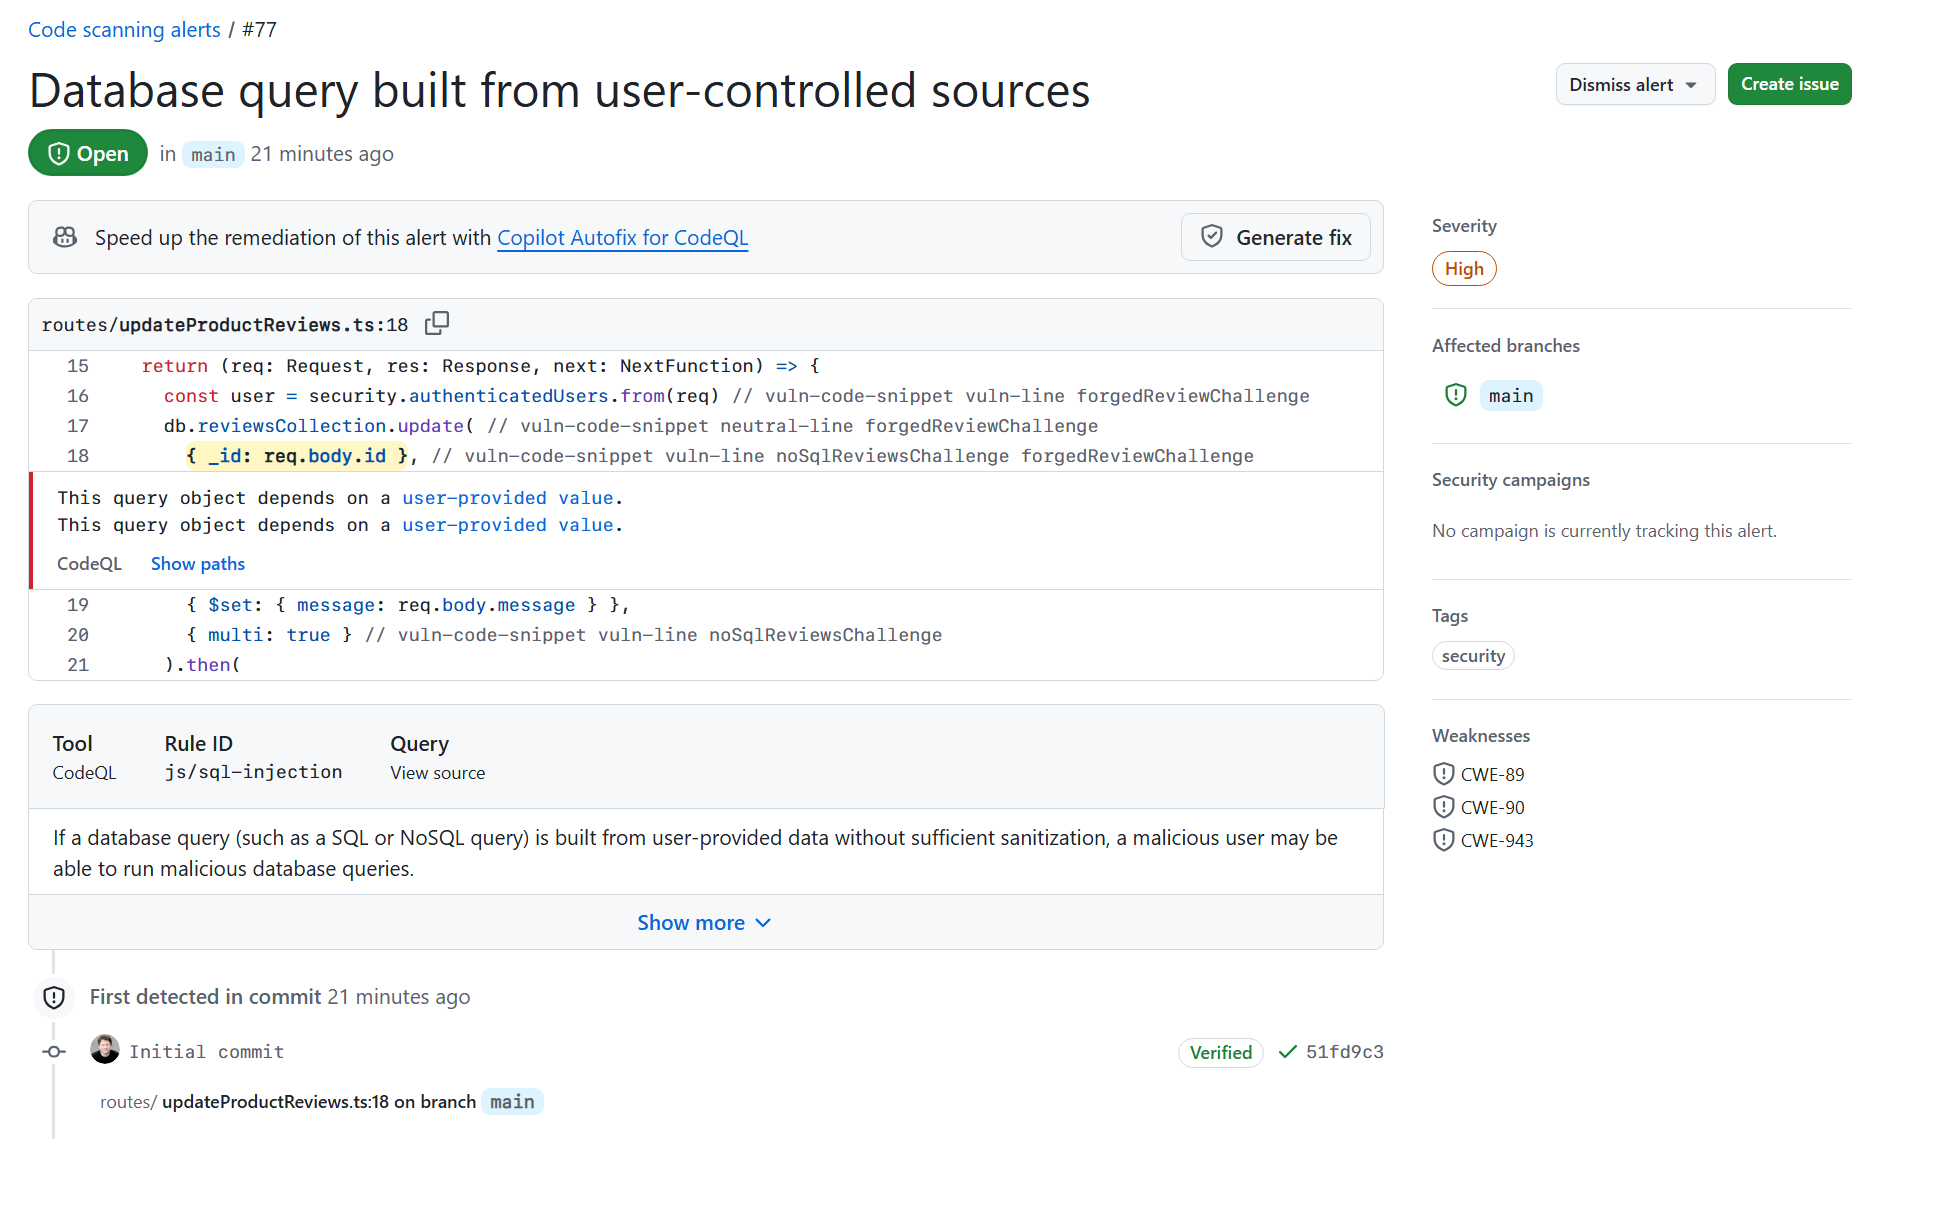 Code scanning alerts / #77
Database query built from user-controlled sources
Dismiss alert
Create issue
Open in main 21 minutes ago
Speed up the remediation of this alert with Copilot Autofix for CodeQL
Generate fix
routes/updateProductReviews.ts:18
15 return (req: Request, res: Response, next: NextFunction) => {
16 const user = security.authenticatedUsers.from(req) // vuln-code-snippet vuln-line forgedReviewChallenge
17 db.reviewsCollection.update( // vuln-code-snippet neutral-line forgedReviewChallenge
18 { _id: req.body.id }, // vuln-code-snippet vuln-line noSqlReviewsChallenge forgedReviewChallenge
This query object depends on a user-provided value.
This query object depends on a user-provided value.
CodeQL Show paths
19 { $set: { message: req.body.message } },
20 { multi: true } // vuln-code-snippet vuln-line noSqlReviewsChallenge
21 ).then(
Tool Rule ID Query
CodeQL js/sql-injection View source
If a database query (such as a SQL or NoSQL query) is built from user-provided data without sufficient sanitization, a malicious user may be
able to run malicious database queries.
Show more
First detected in commit 21 minutes ago
Initial commit
Verified 51fd9c3
routes/ updateProductReviews.ts:18 on branch main
Severity
High
Affected branches
main
Security campaigns
No campaign is currently tracking this alert.
Tags
security
Weaknesses
CWE-89
CWE-90
CWE-943